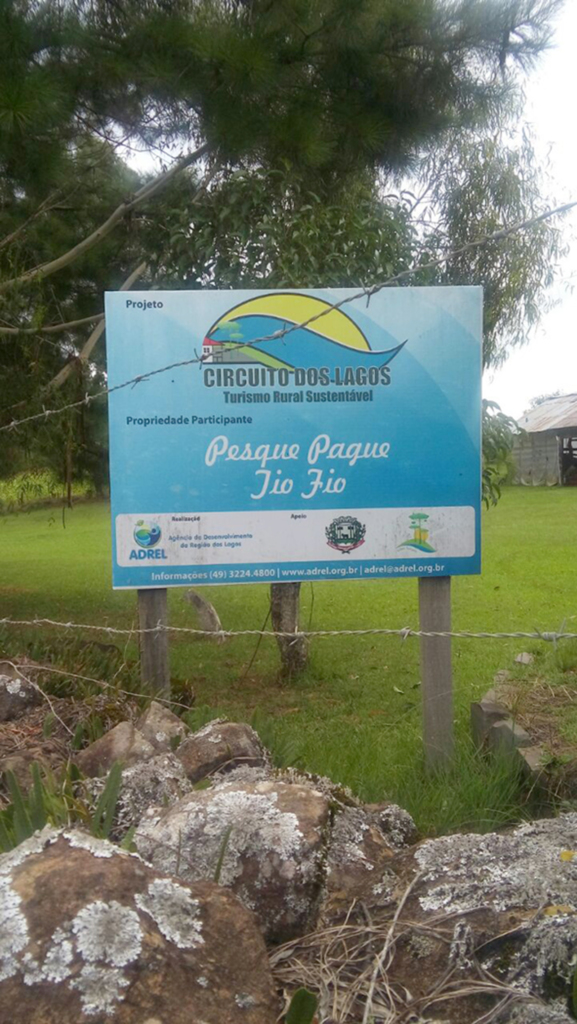 Projeto
CIRCUITO DOS LAGOS
Turismo Rural Sustentável
Propriedade Participante
Pesque Pague
Tio Fio
Realização
Apoio
ADREL
Agência de Desenvolvimento
da Região dos Lagos
Informações (49) 3224.4800 | www.adrel.org.br | adrel@adrel.org.br